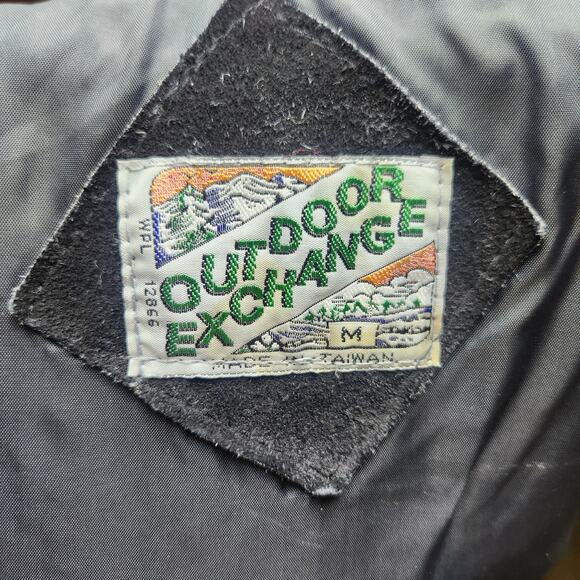 OUTDOOR
EXCHANGE
WPL 12866
M
MADE IN TAIWAN